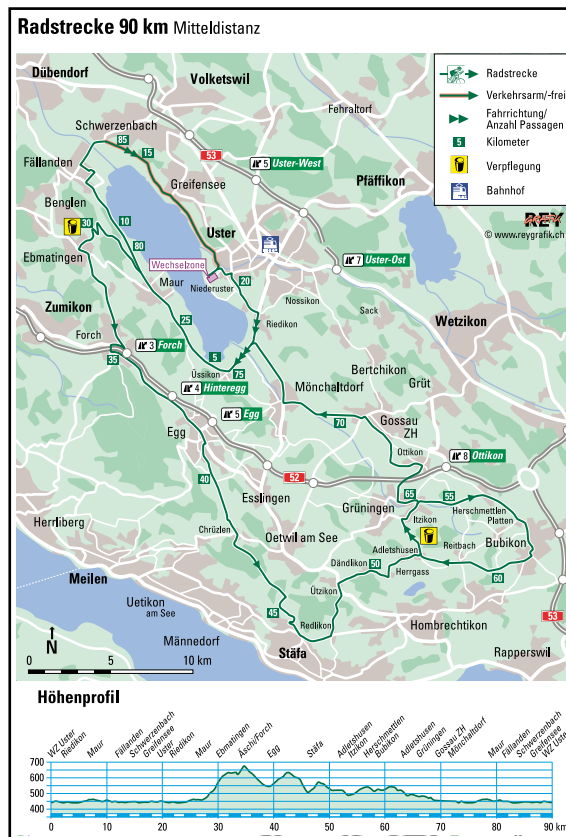 Radstrecke 90 km Mitteldistanz
Radstrecke
Verkehrsarm/-frei
Fahrrichtung/
Anzahl Passagen
5 Kilometer
Verpflegung
Bahnhof
REY
© www.reygrafik.ch
Dübendorf
Volketswil
Fehraltorf
Schwerzenbach
85
15
53
5 Uster-West
Fällanden
Greifensee
Pfäffikon
Benglen
30
10
Uster
Ebmatingen
80
7 Uster-Ost
Wechselzone
Maur
Niederuster
20
Nossikon
Sack
Zumikon
25
Riedikon
Wetzikon
Forch
3 Forch
35
5
75
Üssikon
Bertchikon
Mönchaltdorf
Grüt
4 Hinteregg
5 Egg
70
Gossau
ZH
Egg
Ottikon
8 Ottikon
40
52
Esslingen
65
55
Grüningen
Herschmettlen
Itzikon
Platten
Herrliberg
Chrüzlen
Oetwil am See
Adletshusen
Reitbach
Bubikon
Dändlikon
50
Herrgass
60
Meilen
Ützikon
Uetikon
am See
45
Redlikon
Hombrechtikon
53
N
Männedorf
Stäfa
Rapperswil
0 5 10 km
Höhenprofil
WZ Uster
Riedikon
Maur
Fällanden
Schwerzenbach
Greifensee
Uster
Riedikon
Maur
Ebmatingen
Äschi/Forch
Egg
Stäfa
Adletshusen
Itzikon
Herschmettlen
Bubikon
Adletshusen
Grüningen
Gossau ZH
Mönchaltdorf
Maur
Fällanden
Schwerzenbach
Greifensee
WZ Uster
700
600
500
400
0 10 20 30 40 50 60 70 80 90 km